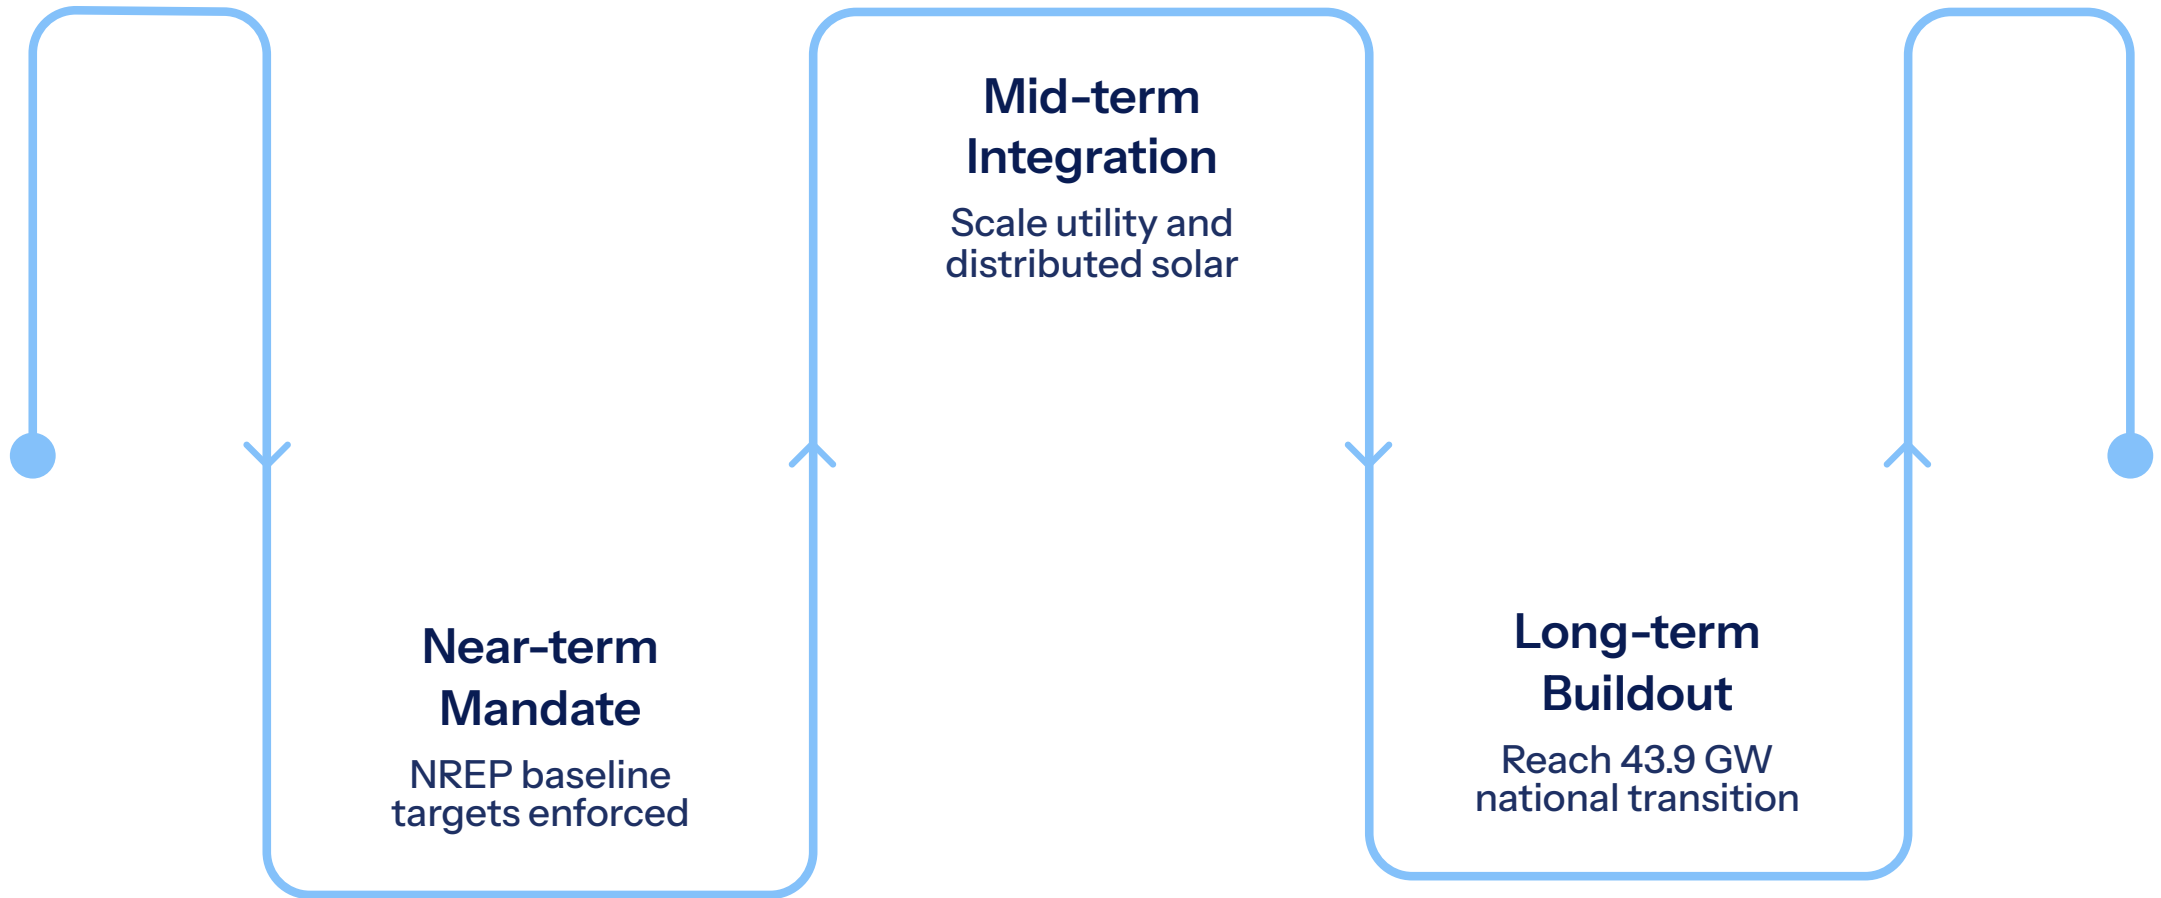 Near-term
Mandate
NREP baseline
targets enforced
Mid-term
Integration
Scale utility and
distributed solar
Long-term
Buildout
Reach 43.9 GW
national transition